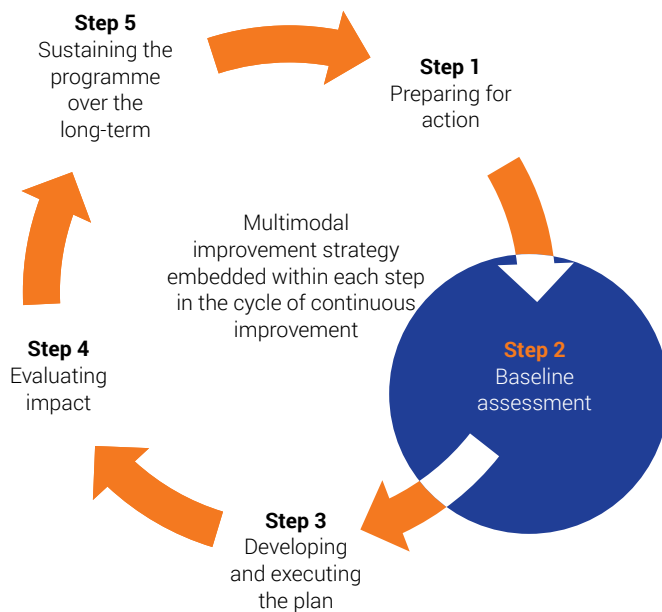 Step 5
Sustaining the
programme
over the
long-term
Step 1
Preparing for
action
Multimodal
improvement strategy
embedded within each step
in the cycle of continuous
improvement
Step 2
Baseline
assessment
Step 4
Evaluating
impact
Step 3
Developing
and executing
the plan